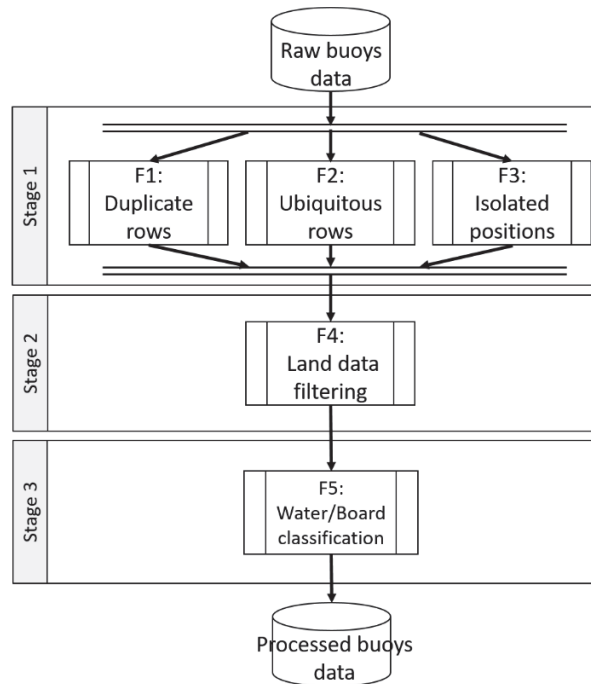 Raw buoys
data
Stage 1
F1:
Duplicate
rows
F2:
Ubiquitous
rows
F3:
Isolated
positions
Stage 2
F4:
Land data
filtering
Stage 3
F5:
Water/Board
classification
Processed buoys
data